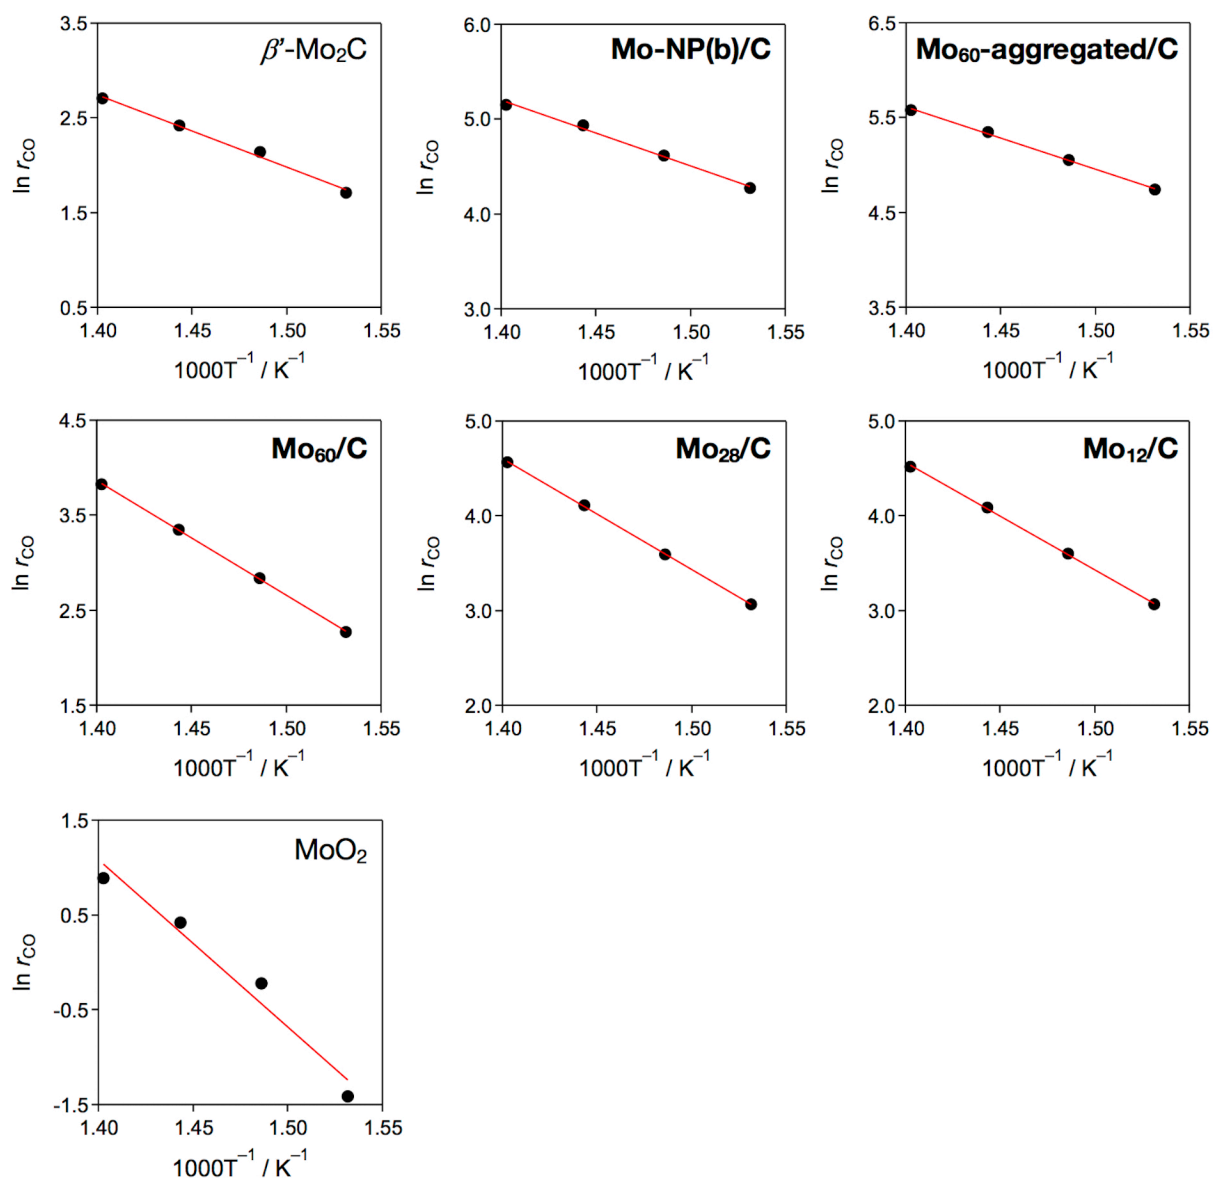 3.5
2.5
1.5
0.5
β’-Mo₂C
ln r_CO
1.40 1.45 1.50 1.55
1000T⁻¹ / K⁻¹
6.0
5.0
4.0
3.0
Mo-NP(b)/C
ln r_CO
1.40 1.45 1.50 1.55
1000T⁻¹ / K⁻¹
6.5
5.5
4.5
3.5
Mo₆₀-aggregated/C
ln r_CO
1.40 1.45 1.50 1.55
1000T⁻¹ / K⁻¹
4.5
3.5
2.5
1.5
Mo₆₀/C
ln r_CO
1.40 1.45 1.50 1.55
1000T⁻¹ / K⁻¹
5.0
4.0
3.0
2.0
Mo₂₈/C
ln r_CO
1.40 1.45 1.50 1.55
1000T⁻¹ / K⁻¹
5.0
4.0
3.0
2.0
Mo₁₂/C
ln r_CO
1.40 1.45 1.50 1.55
1000T⁻¹ / K⁻¹
1.5
0.5
-0.5
-1.5
MoO₂
ln r_CO
1.40 1.45 1.50 1.55
1000T⁻¹ / K⁻¹